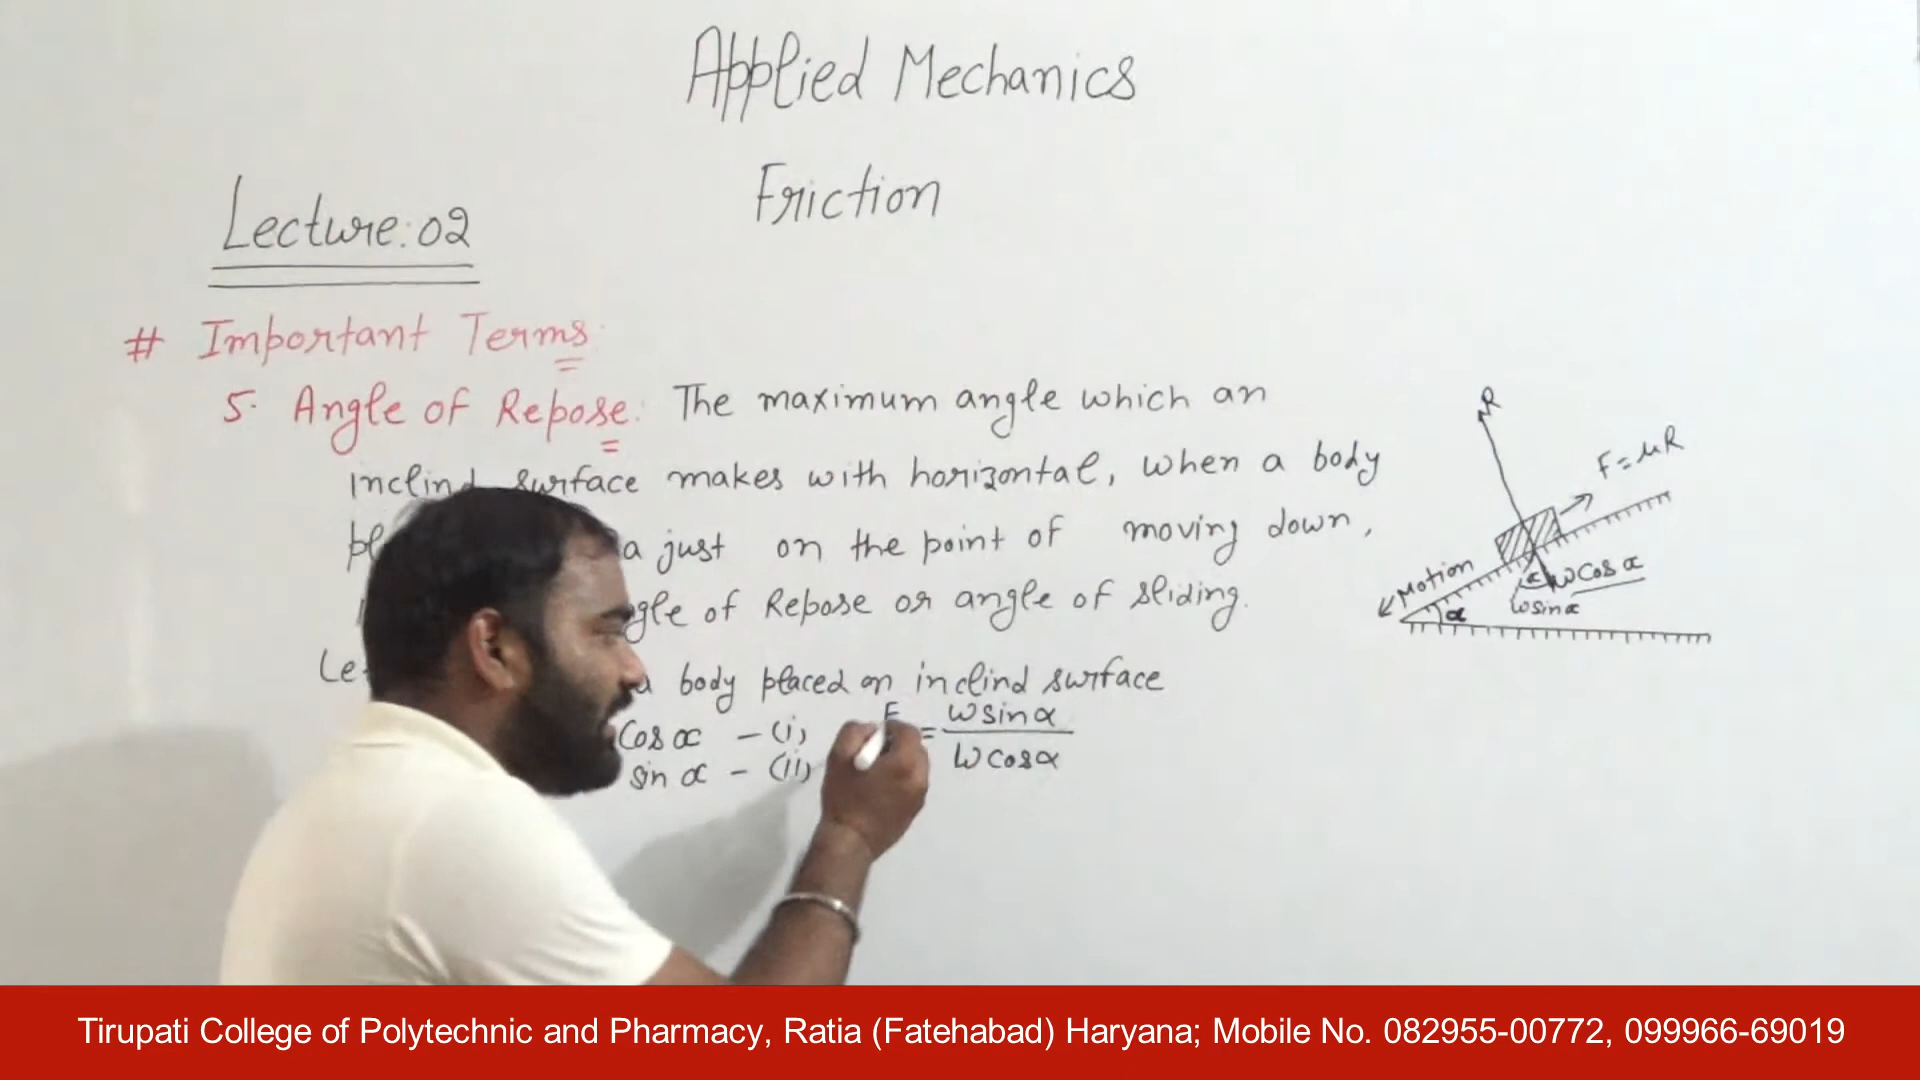 Applied Mechanics
Friction
Lecture: 02
# Important Terms:
5. Angle of Repose: The maximum angle which an
inclind surface makes with horizontal, when a body
a just on the point of moving down,
of Repose or angle of sliding.
body placed on inclind surface
Cos α - (i)
sin α - (ii)
F = W sin α / W cos α
R
F = μR
Motion
α
α
W Cos α
W sin α
Tirupati College of Polytechnic and Pharmacy, Ratia (Fatehabad) Haryana; Mobile No. 082955-00772, 099966-69019